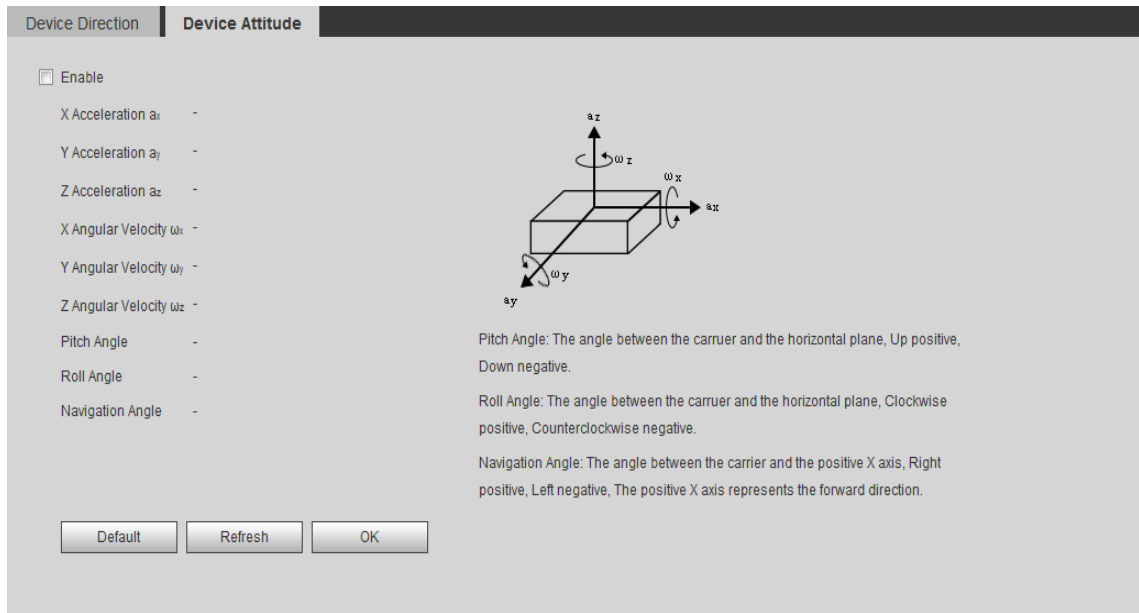 Device Direction Device Attitude
Enable
X Acceleration ax -
Y Acceleration ay -
Z Acceleration az -
X Angular Velocity ωx -
Y Angular Velocity ωy -
Z Angular Velocity ωz -
Pitch Angle -
Roll Angle -
Navigation Angle -
az
ωz
ωx
ax
ωy
ay
Pitch Angle: The angle between the carruer and the horizontal plane, Up positive,
Down negative.
Roll Angle: The angle between the carruer and the horizontal plane, Clockwise
positive, Counterclockwise negative.
Navigation Angle: The angle between the carrier and the positive X axis, Right
positive, Left negative, The positive X axis represents the forward direction.
Default Refresh OK